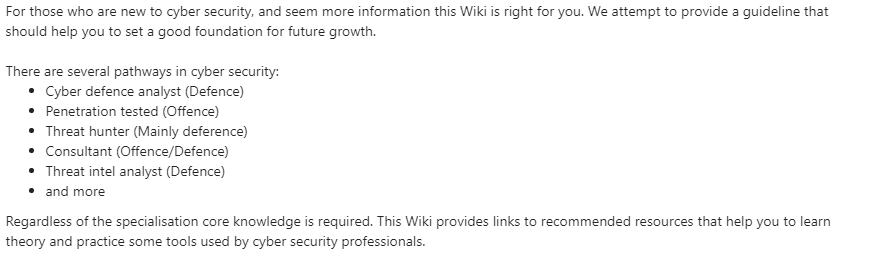 For those who are new to cyber security, and seem more information this Wiki is right for you. We attempt to provide a guideline that
should help you to set a good foundation for future growth.
There are several pathways in cyber security:
• Cyber defence analyst (Defence)
• Penetration tested (Offence)
• Threat hunter (Mainly deference)
• Consultant (Offence/Defence)
• Threat intel analyst (Defence)
• and more
Regardless of the specialisation core knowledge is required. This Wiki provides links to recommended resources that help you to learn
theory and practice some tools used by cyber security professionals.